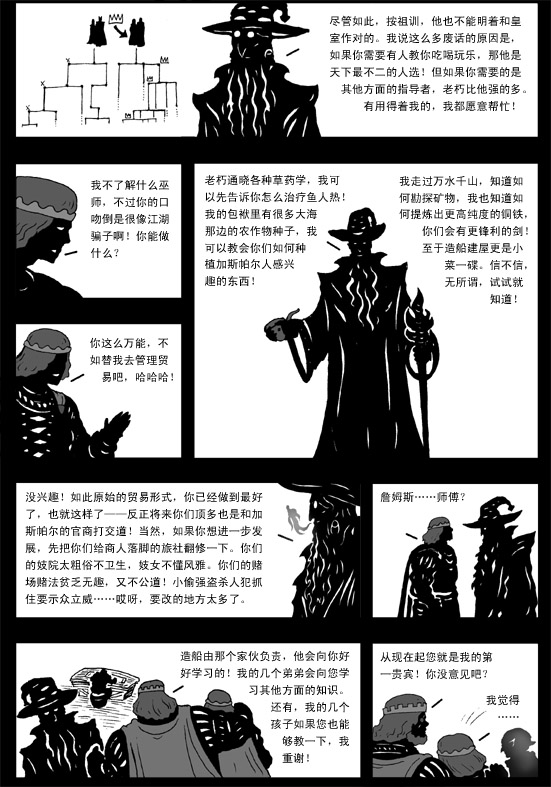 尽管如此，按祖训，他也不能明着和皇
室作对的。我说这么多废话的原因是，
如果你需要有人教你吃喝玩乐，那他是
天下最不二的人选！但如果你需要的是
其他方面的指导者，老朽比他强的多。
有用得着我的，我都愿意帮忙！
我不了解什么巫
师，不过你的口
吻倒是很像江湖
骗子啊！你能做
什么？
老朽通晓各种草药学，我可
以先告诉你怎么治疗鱼人热！
我的包袱里有很多大海
那边的农作物种子，我
可以教会你们如何种
植加斯帕尔人感兴
趣的东西！
我走过万水千山，知道如
何勘探矿物，我也知道如
何提炼出更高纯度的铜铁，
你们会有更锋利的剑！
至于造船建屋更是小
菜一碟。信不信，
无所谓，试试就
知道！
你这么万能，不
如替我去管理贸
易吧，哈哈哈！
没兴趣！如此原始的贸易形式，你已经做到最好
了，也就这样了——反正将来你们顶多也是和加
斯帕尔的官商打交道！当然，如果你想进一步发
展，先把你们给商人落脚的旅社翻修一下。你们
的妓院太粗俗不卫生，妓女不懂风雅。你们的赌
场赌法贫乏无趣，又不公道！小偷强盗杀人犯抓
住要示众立威……哎呀，要改的地方太多了。
詹姆斯……师傅？
造船由那个家伙负责，他会向你好
好学习的！我的几个弟弟会向您学
习其他方面的知识。
还有，我的几个
孩子如果您也能
够教一下，我
重谢！
从现在起您就是我的第
一贵宾！你没意见吧？
我觉得
……